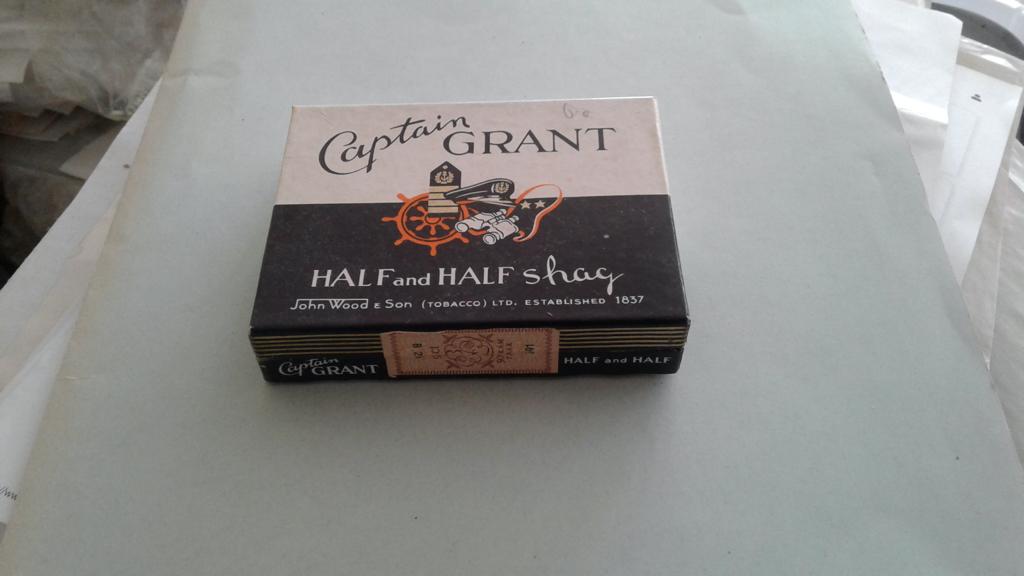 Captain
GRANT
HALF and HALF shag
John Wood & Son (TOBACCO) LTD. ESTABLISHED 1837
Captain
GRANT
HALF and HALF